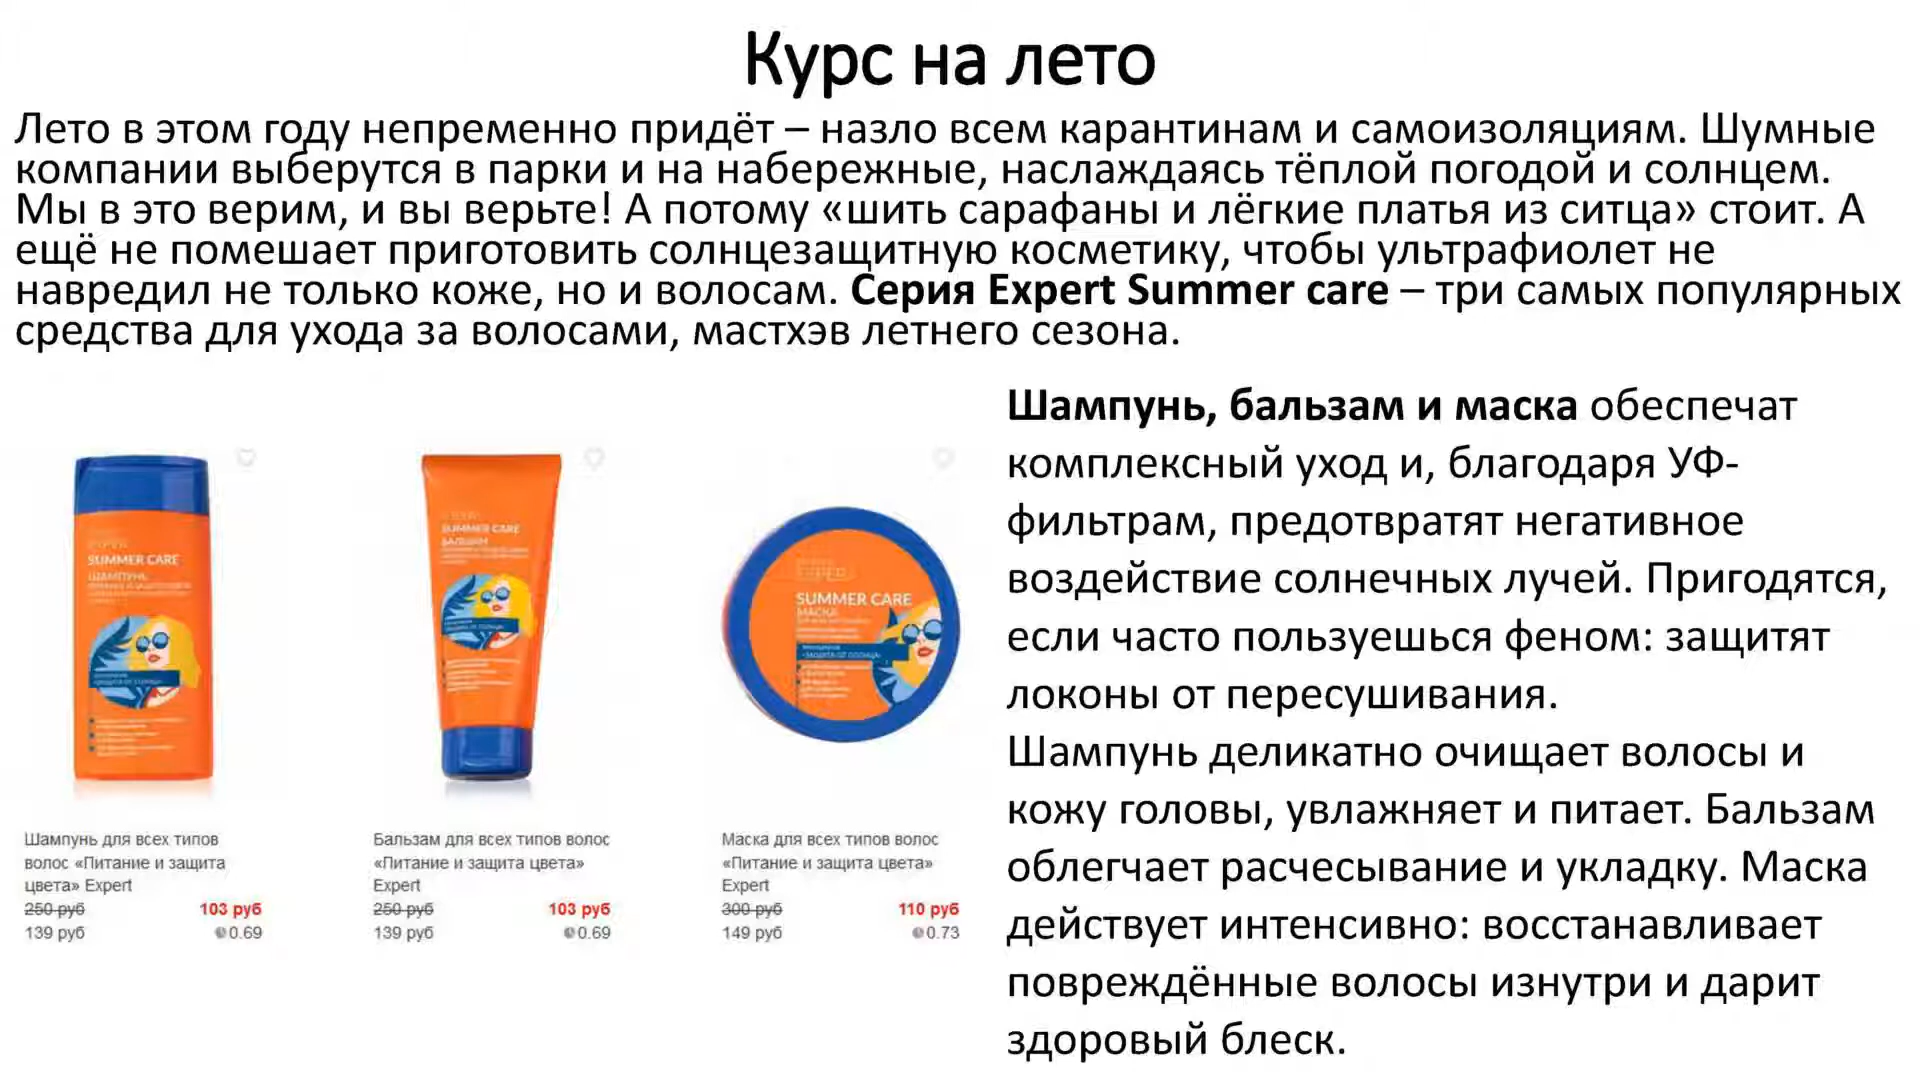 Курс на лето
Лето в этом году непременно придёт – назло всем карантинам и самоизоляциям. Шумные
компании выберутся в парки и на набережные, наслаждаясь тёплой погодой и солнцем.
Мы в это верим, и вы верьте! А потому «шить сарафаны и лёгкие платья из ситца» стоит. А
ещё не помешает приготовить солнцезащитную косметику, чтобы ультрафиолет не
навредил не только коже, но и волосам. Серия Expert Summer care – три самых популярных
средства для ухода за волосами, мастхэв летнего сезона.
SUMMER CARE
ШАМПУНЬ
SUMMER CARE
БАЛЬЗАМ
EXPERT
SUMMER CARE
МАСКА
«ЗАЩИТА ОТ СОЛНЦА»
Шампунь для всех типов
волос «Питание и защита
цвета» Expert
250 руб 103 руб
139 руб 0.69
Бальзам для всех типов волос
«Питание и защита цвета»
Expert
250 руб 103 руб
139 руб 0.69
Маска для всех типов волос
«Питание и защита цвета»
Expert
300 руб 110 руб
149 руб 0.73
Шампунь, бальзам и маска обеспечат
комплексный уход и, благодаря УФ-
фильтрам, предотвратят негативное
воздействие солнечных лучей. Пригодятся,
если часто пользуешься феном: защитят
локоны от пересушивания.
Шампунь деликатно очищает волосы и
кожу головы, увлажняет и питает. Бальзам
облегчает расчесывание и укладку. Маска
действует интенсивно: восстанавливает
повреждённые волосы изнутри и дарит
здоровый блеск.